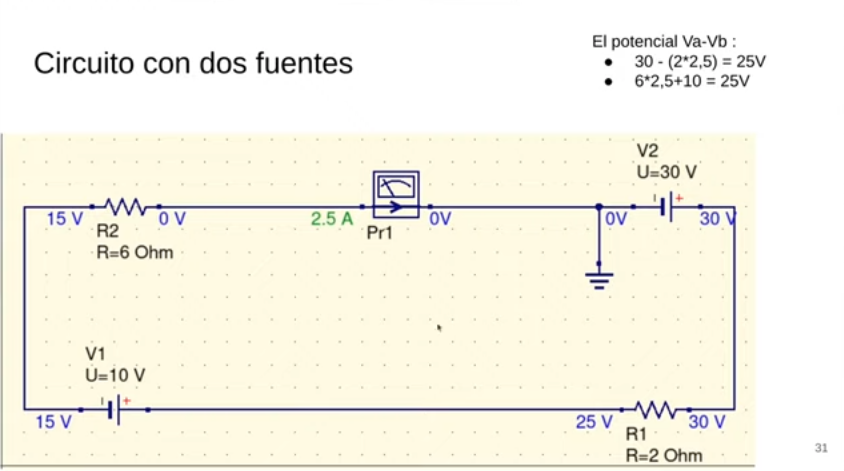 Circuito con dos fuentes
El potencial Va-Vb :
● 30 - (2*2,5) = 25V
● 6*2,5+10 = 25V
V2
U=30 V
15 V
0 V
2.5 A
0V
0V
30 V
R2
R=6 Ohm
Pr1
V1
U=10 V
15 V
25 V
30 V
R1
R=2 Ohm
31